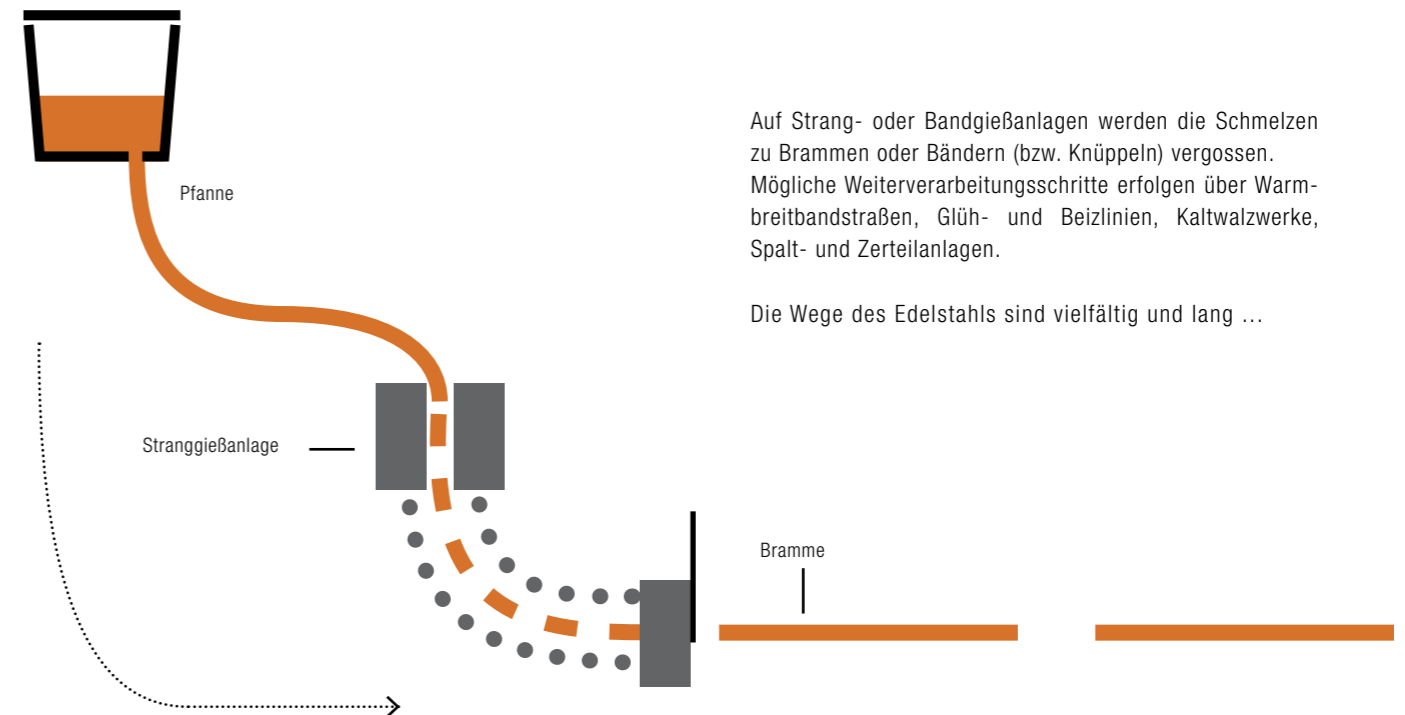 Auf Strang- oder Bandgießanlagen werden die Schmelzen
zu Brammen oder Bändern (bzw. Knüppeln) vergossen.
Mögliche Weiterverarbeitungsschritte erfolgen über Warm-
breitbandstraßen, Glüh- und Beizlinien, Kaltwalzwerke,
Spalt- und Zerteilanlagen.
Die Wege des Edelstahls sind vielfältig und lang ...
Pfanne
Stranggießanlage
Bramme